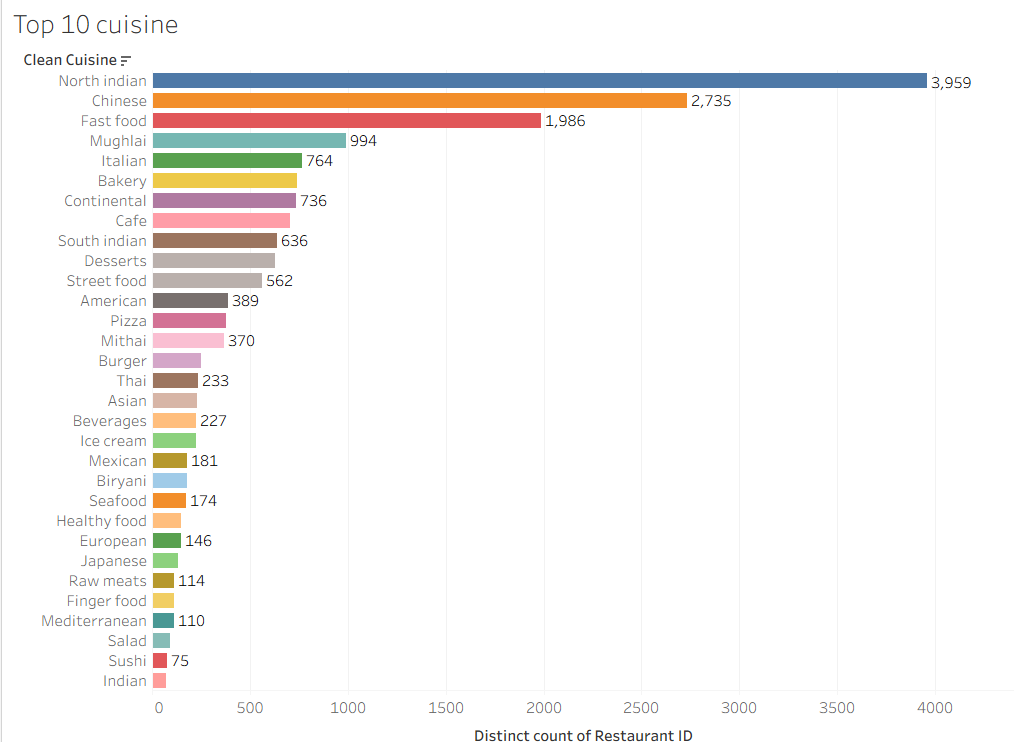 Top 10 cuisine
Clean Cuisine
North indian 3,959
Chinese 2,735
Fast food 1,986
Mughlai 994
Italian 764
Bakery
Continental 736
Cafe
South indian 636
Desserts
Street food 562
American 389
Pizza
Mithai 370
Burger
Thai 233
Asian
Beverages 227
Ice cream
Mexican 181
Biryani
Seafood 174
Healthy food
European 146
Japanese
Raw meats 114
Finger food
Mediterranean 110
Salad
Sushi 75
Indian
0 500 1000 1500 2000 2500 3000 3500 4000
Distinct count of Restaurant ID